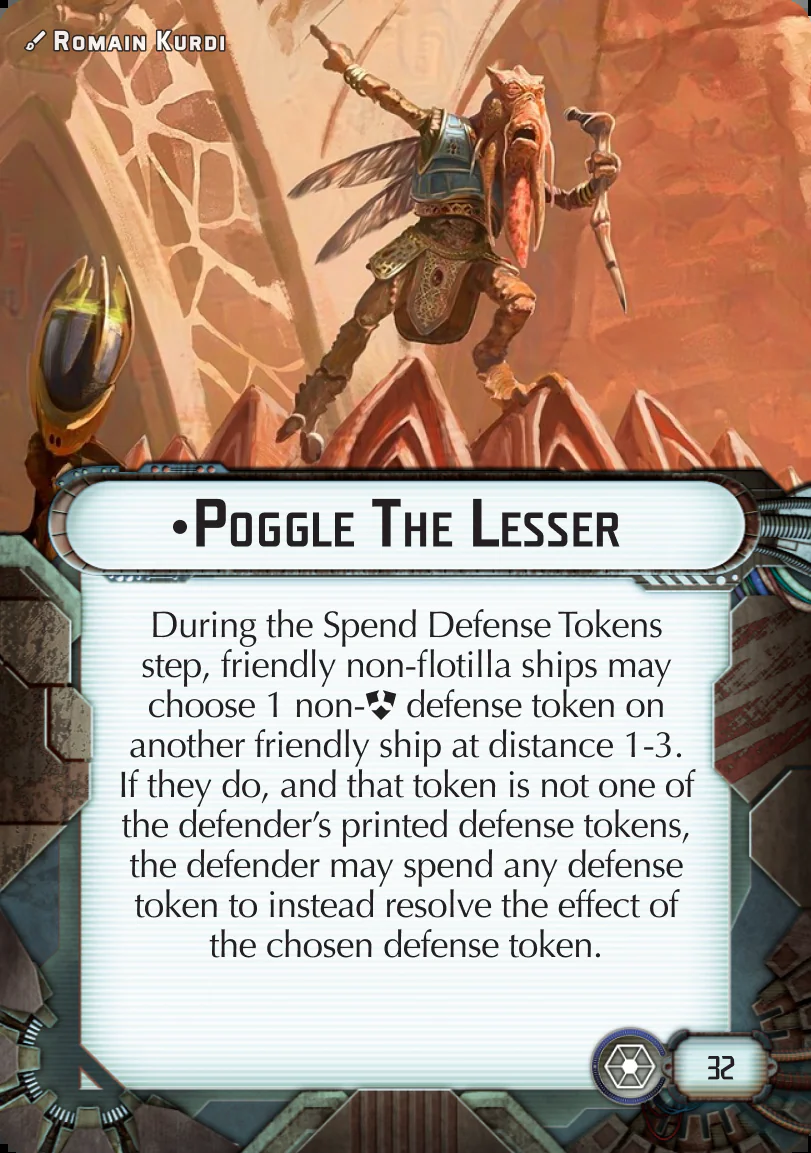 Romain Kurdi
•Poggle The Lesser
During the Spend Defense Tokens
step, friendly non-flotilla ships may
choose 1 non- defense token on
another friendly ship at distance 1-3.
If they do, and that token is not one of
the defender's printed defense tokens,
the defender may spend any defense
token to instead resolve the effect of
the chosen defense token.
32